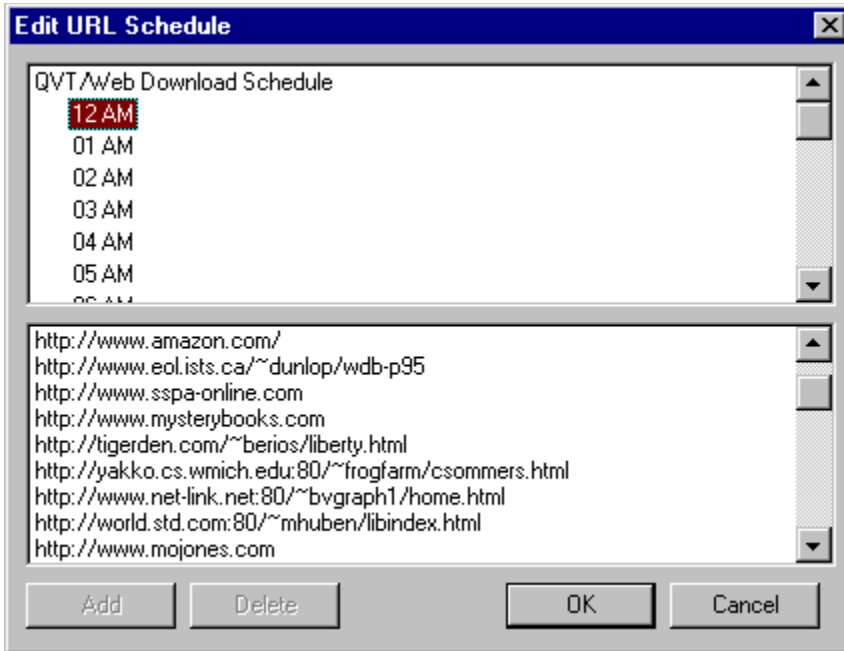 Edit URL Schedule
QVT/Web Download Schedule
12 AM
01 AM
02 AM
03 AM
04 AM
05 AM
06 AM
http://www.amazon.com/
http://www.eol.ists.ca/~dunlop/wdb-p95
http://www.sspa-online.com
http://www.mysterybooks.com
http://tigerden.com/~berios/liberty.html
http://yakko.cs.wmich.edu:80/~frogfarm/csommers.html
http://www.net-link.net:80/~bvgraph1/home.html
http://world.std.com:80/~mhuben/libindex.html
http://www.mojones.com
Add Delete OK Cancel